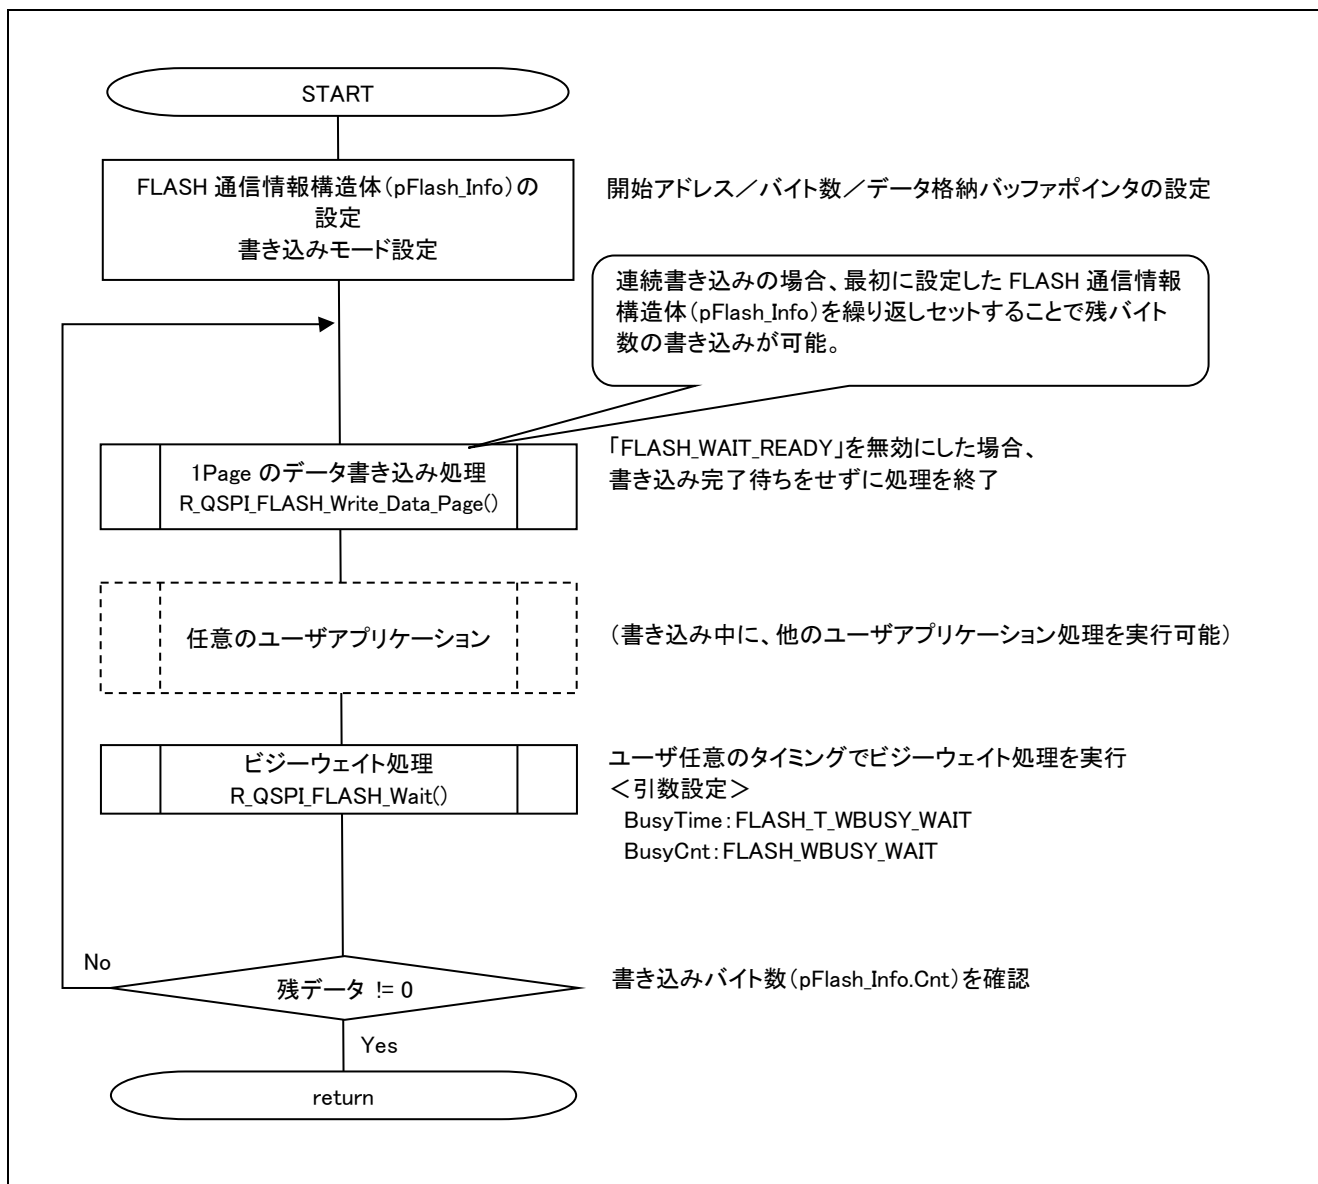 START
FLASH 通信情報構造体(pFlash_Info)の
設定
書き込みモード設定
開始アドレス／バイト数／データ格納バッファポインタの設定
連続書き込みの場合、最初に設定した FLASH 通信情報
構造体(pFlash_Info)を繰り返しセットすることで残バイト
数の書き込みが可能。
1Page のデータ書き込み処理
R_QSPI_FLASH_Write_Data_Page()
「FLASH_WAIT_READY」を無効にした場合、
書き込み完了待ちをせずに処理を終了
任意のユーザアプリケーション
(書き込み中に、他のユーザアプリケーション処理を実行可能)
ビジーウェイト処理
R_QSPI_FLASH_Wait()
ユーザ任意のタイミングでビジーウェイト処理を実行
＜引数設定＞
BusyTime：FLASH_T_WBUSY_WAIT
BusyCnt：FLASH_WBUSY_WAIT
No
残データ != 0
書き込みバイト数(pFlash_Info.Cnt)を確認
Yes
return